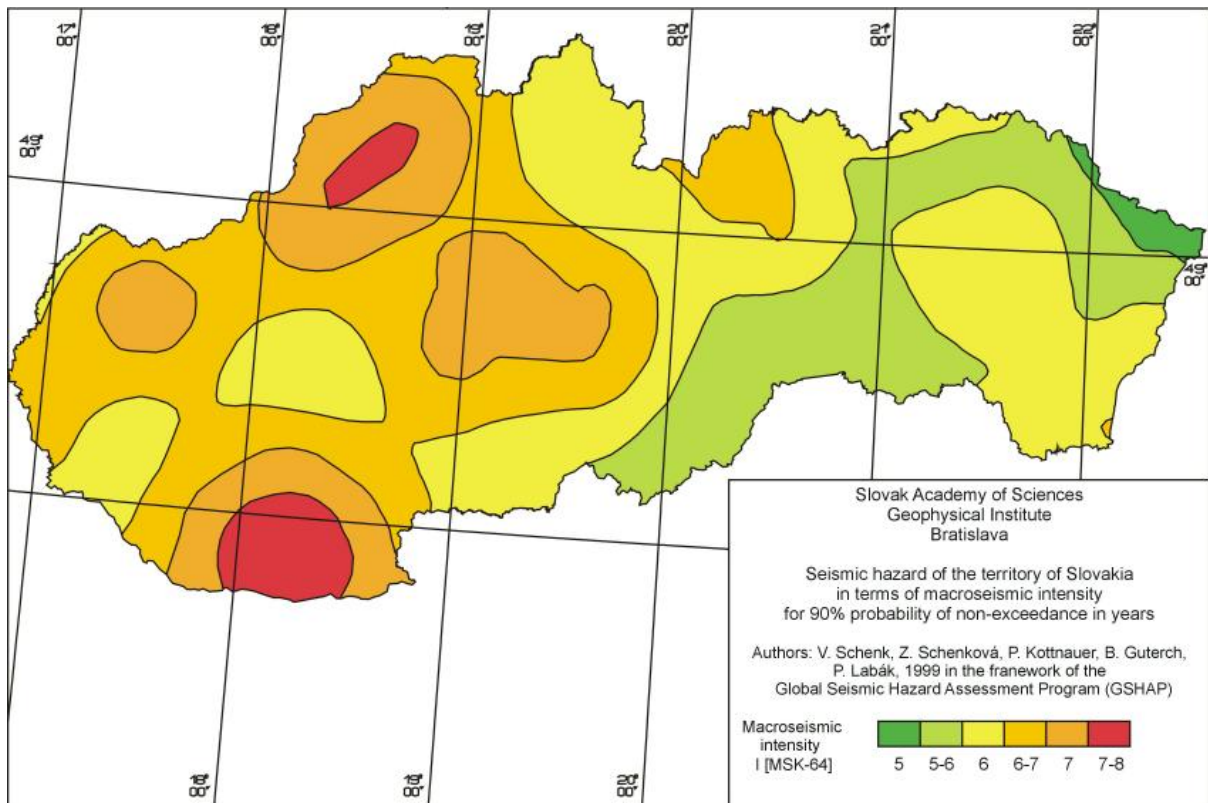 Slovak Academy of Sciences
Geophysical Institute
Bratislava
Seismic hazard of the territory of Slovakia
in terms of macroseismic intensity
for 90% probability of non-exceedance in years
Authors: V. Schenk, Z. Schenková, P. Kottnauer, B. Guterch,
P. Labák, 1999 in the franework of the
Global Seismic Hazard Assessment Program (GSHAP)
Macroseismic
intensity
I [MSK-64]
5 5-6 6 6-7 7 7-8